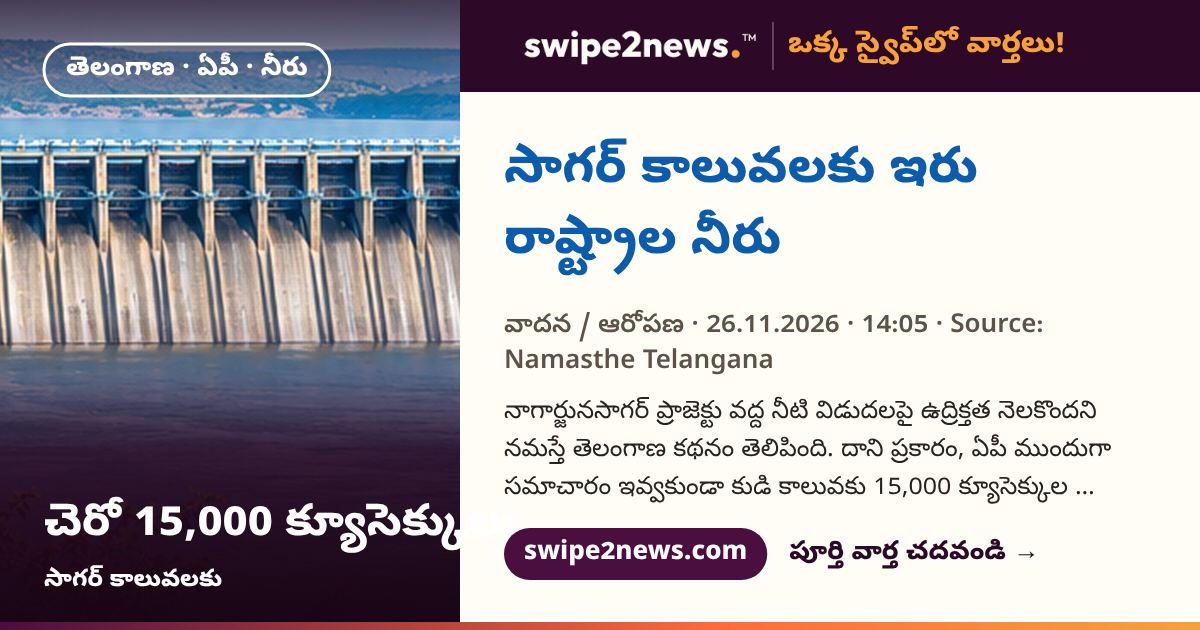 తెలంగాణ · ఏపీ · నీరు
swipe2news.™ ఒక్క స్వైప్‌లో వార్తలు!
సాగర్ కాలువలకు ఇరు
రాష్ట్రాల నీరు
వాదన / ఆరోపణ · 26.11.2026 · 14:05 · Source:
Namasthe Telangana
నాగార్జునసాగర్ ప్రాజెక్టు వద్ద నీటి విడుదలపై ఉద్రిక్తత నెలకొందని
నమస్తే తెలంగాణ కథనం తెలిపింది. దాని ప్రకారం, ఏపీ ముందుగా
సమాచారం ఇవ్వకుండా కుడి కాలువకు 15,000 క్యూసెక్కుల ...
చెరో 15,000
సాగర్ కాలువలకు
swipe2news.com పూర్తి వార్త చదవండి →